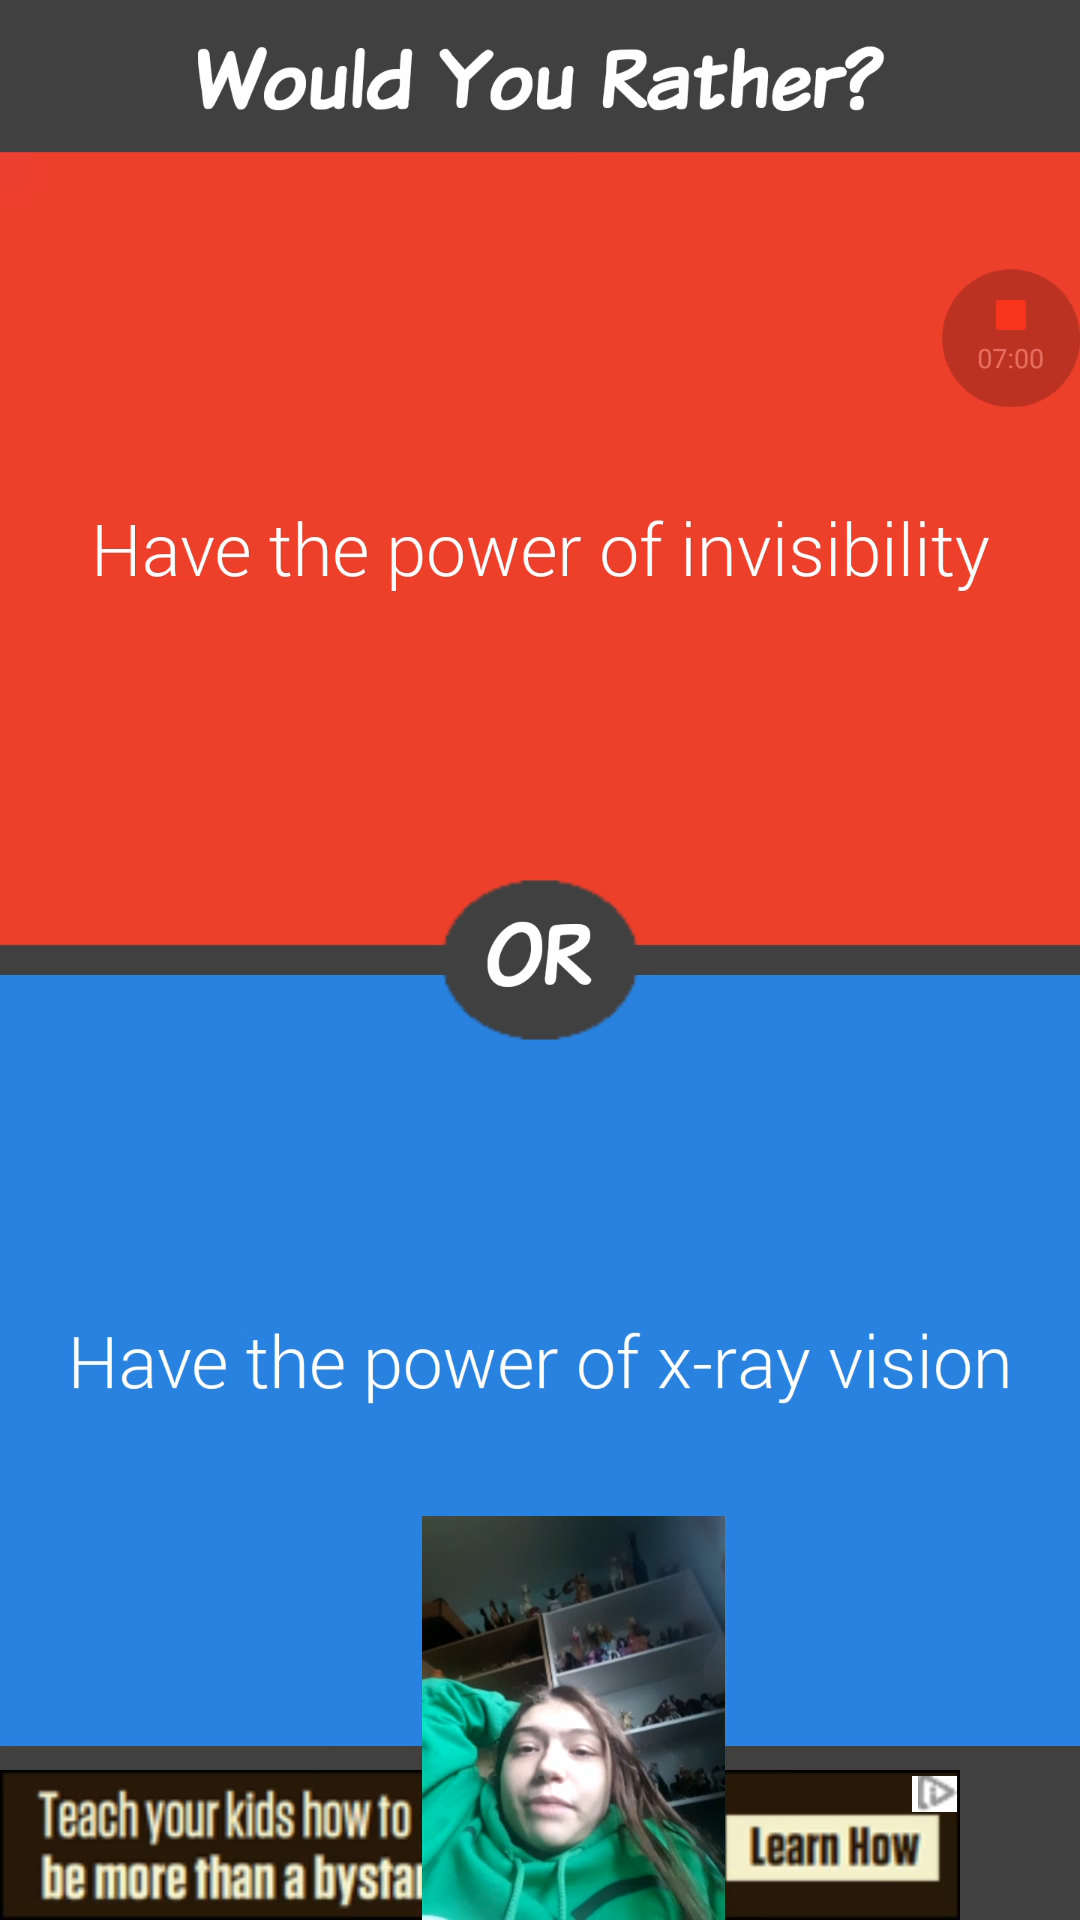 Would You Rather?
07:00
Have the power of invisibility
OR
Have the power of x-ray vision
Teach your kids how to
be more than a
Learn How